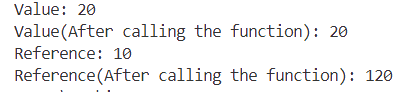 Value: 20
Value(After calling the function): 20
Reference: 10
Reference(After calling the function): 120